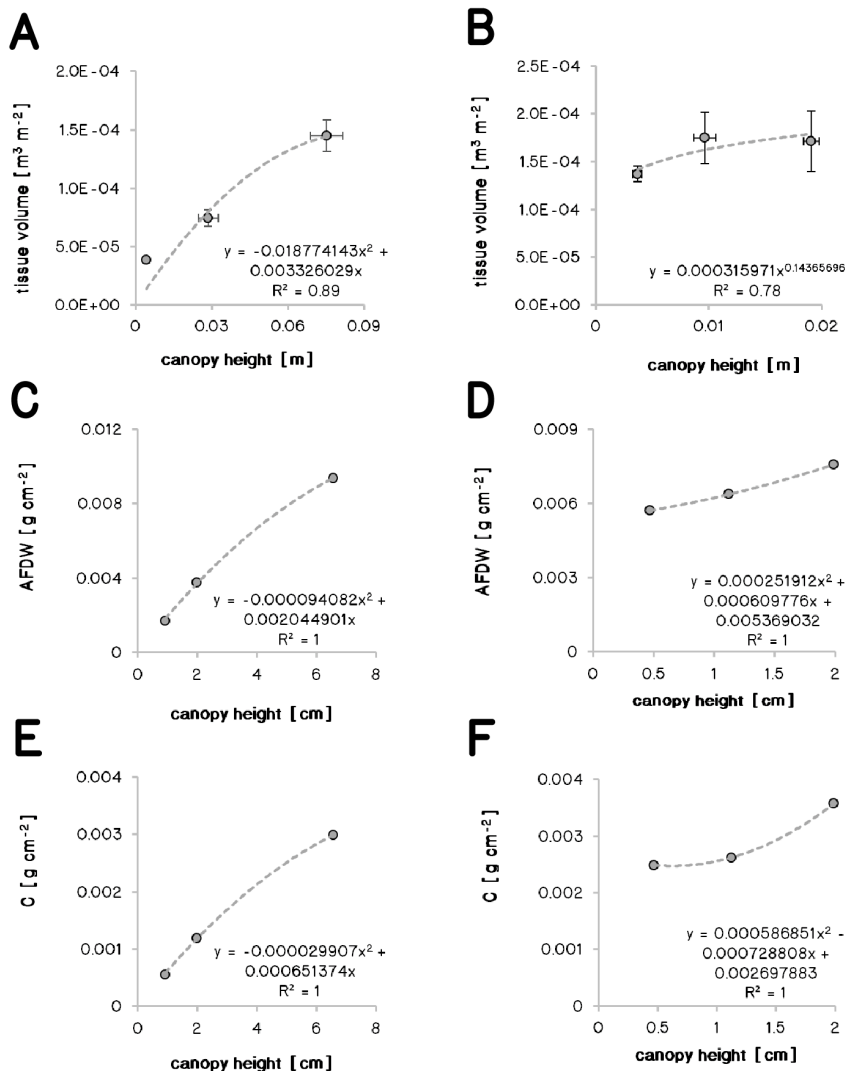 A
tissue volume [m³ m⁻²]
2.0E-04
1.5E-04
1.0E-04
5.0E-05
0.0E+00
y = -0.018774143x² +
0.003326029x
R² = 0.89
0 0.03 0.06 0.09
canopy height [m]
B
tissue volume [m³ m⁻²]
2.5E-04
2.0E-04
1.5E-04
1.0E-04
5.0E-05
0.0E+00
y = 0.000315971x^0.14365696
R² = 0.78
0 0.01 0.02
canopy height [m]
C
AFDW [g cm⁻²]
0.012
0.008
0.004
0
y = -0.000094082x² +
0.002044901x
R² = 1
0 2 4 6 8
canopy height [cm]
D
AFDW [g cm⁻²]
0.009
0.006
0.003
0
y = 0.000251912x² +
0.000609776x +
0.005369032
R² = 1
0 0.5 1 1.5 2
canopy height [cm]
E
C [g cm⁻²]
0.004
0.003
0.002
0.001
0
y = -0.000029907x² +
0.000651374x
R² = 1
0 2 4 6 8
canopy height [cm]
F
C [g cm⁻²]
0.004
0.003
0.002
0.001
0
y = 0.000586851x² -
0.000728808x +
0.002697883
R² = 1
0 0.5 1 1.5 2
canopy height [cm]